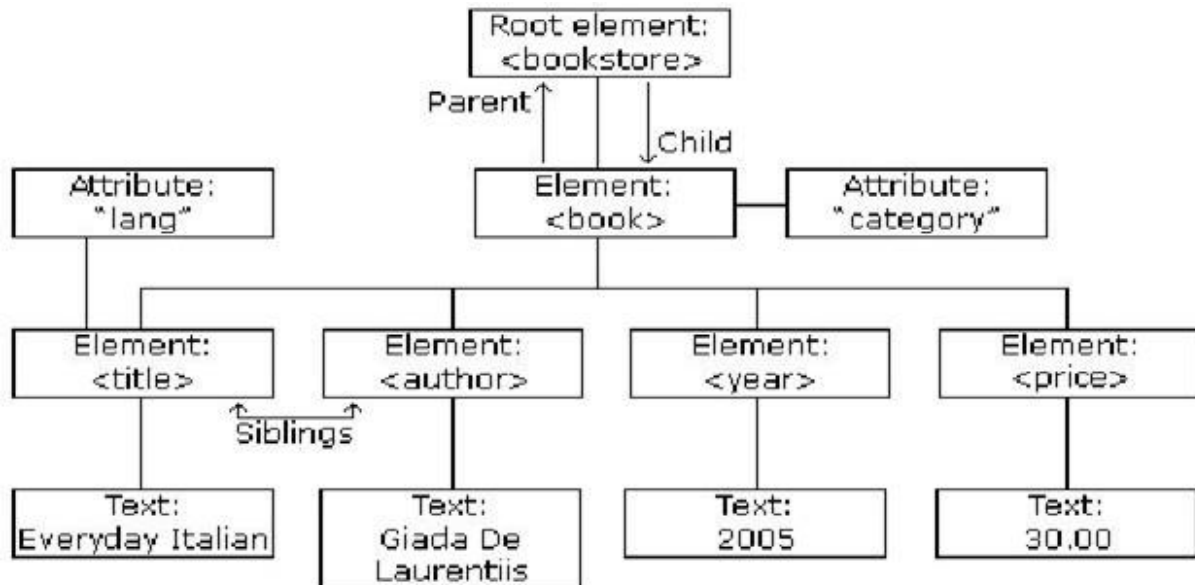 Root element:
<bookstore>
Parent
Child
Attribute:
"lang"
Element:
<book>
Attribute:
"category"
Element:
<title>
Element:
<author>
Element:
<year>
Element:
<price>
Siblings
Text:
Everyday Italian
Text:
Giada De
Laurentiis
Text:
2005
Text:
30.00